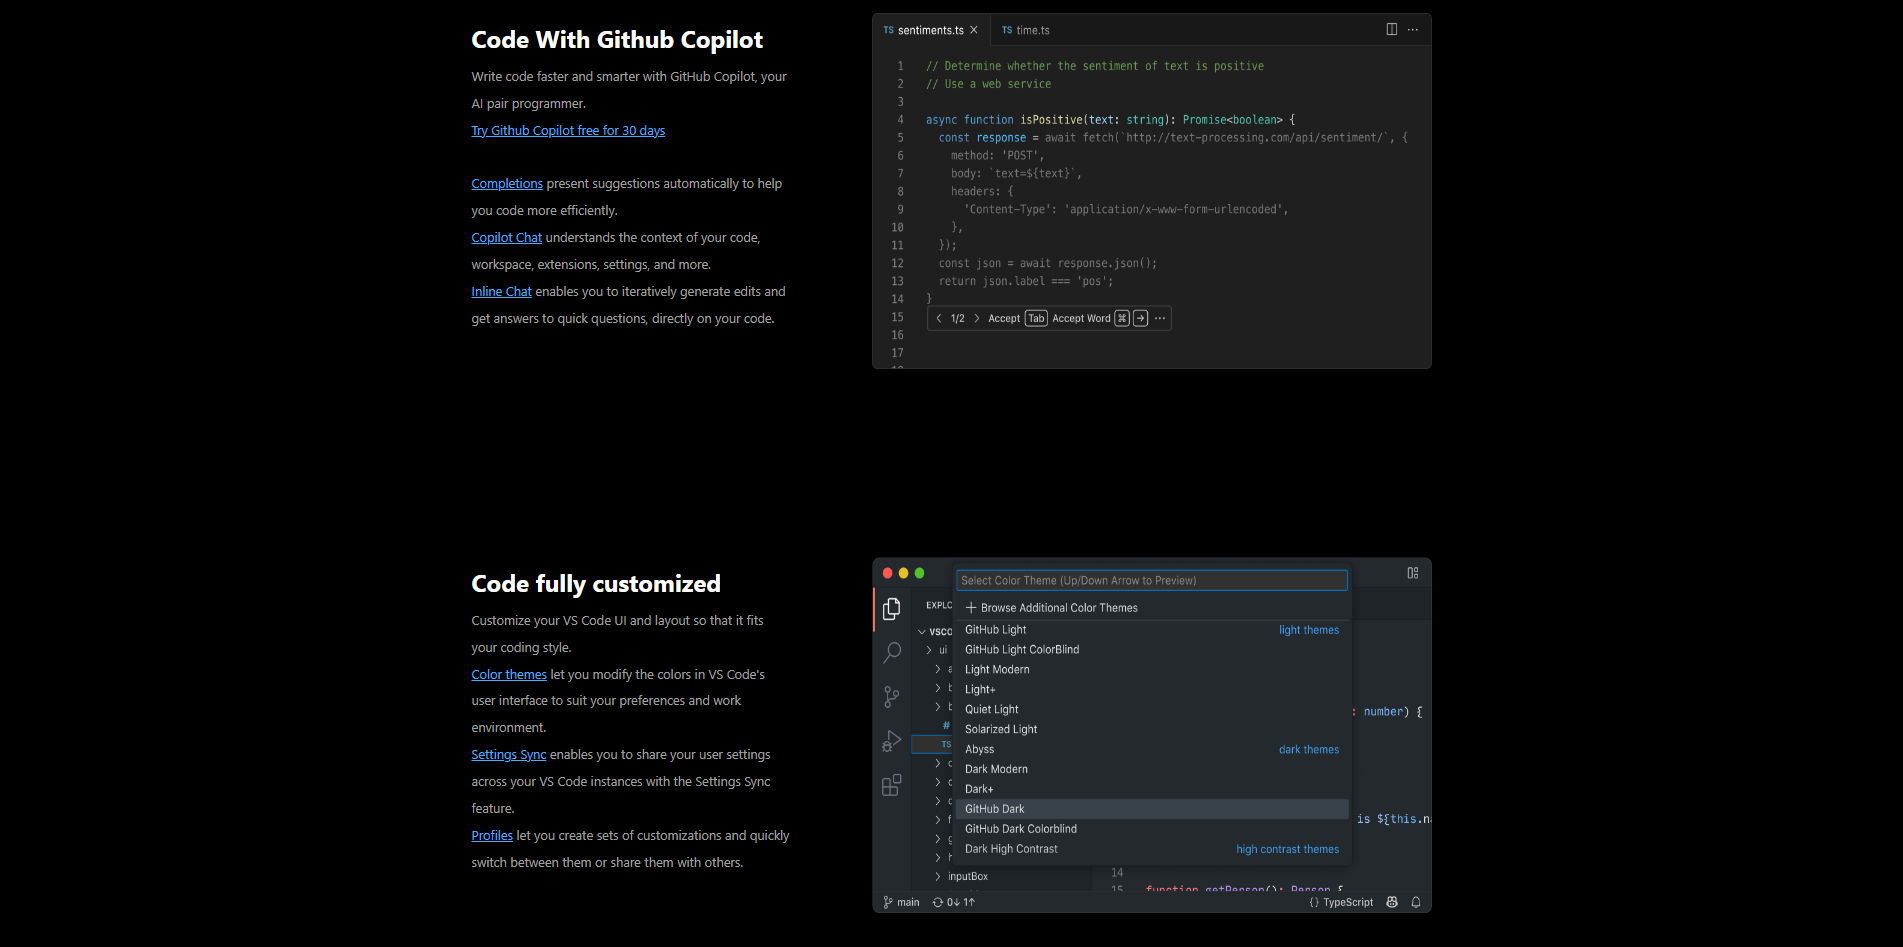 Code With Github Copilot
Write code faster and smarter with GitHub Copilot, your
AI pair programmer.
Try Github Copilot free for 30 days
Completions present suggestions automatically to help
you code more efficiently.
Copilot Chat understands the context of your code,
workspace, extensions, settings, and more.
Inline Chat enables you to iteratively generate edits and
get answers to quick questions, directly on your code.
TS sentiments.ts × TS time.ts
1 // Determine whether the sentiment of text is positive
2 // Use a web service
3
4 async function isPositive(text: string): Promise<boolean> {
5 const response = await fetch(`http://text-processing.com/api/sentiment/`, {
6 method: 'POST',
7 body: `text=${text}`,
8 headers: {
9 'Content-Type': 'application/x-www-form-urlencoded',
10 },
11 });
12 const json = await response.json();
13 return json.label === 'pos';
14 }
15 < 1/2 > Accept Tab Accept Word ⌘ → ···
16
17
Code fully customized
Customize your VS Code UI and layout so that it fits
your coding style.
Color themes let you modify the colors in VS Code's
user interface to suit your preferences and work
environment.
Settings Sync enables you to share your user settings
across your VS Code instances with the Settings Sync
feature.
Profiles let you create sets of customizations and quickly
switch between them or share them with others.
Select Color Theme (Up/Down Arrow to Preview)
EXPLO
+ Browse Additional Color Themes
GitHub Light light themes
vsco
GitHub Light ColorBlind
ui
Light Modern
Light+
Quiet Light
: number) {
Solarized Light
#
Abyss dark themes
TS
Dark Modern
Dark+
GitHub Dark
is ${this.na
GitHub Dark Colorblind
Dark High Contrast high contrast themes
inputBox
14
15 function getPerson(): Person {
main 0↓ 1↑ {} TypeScript